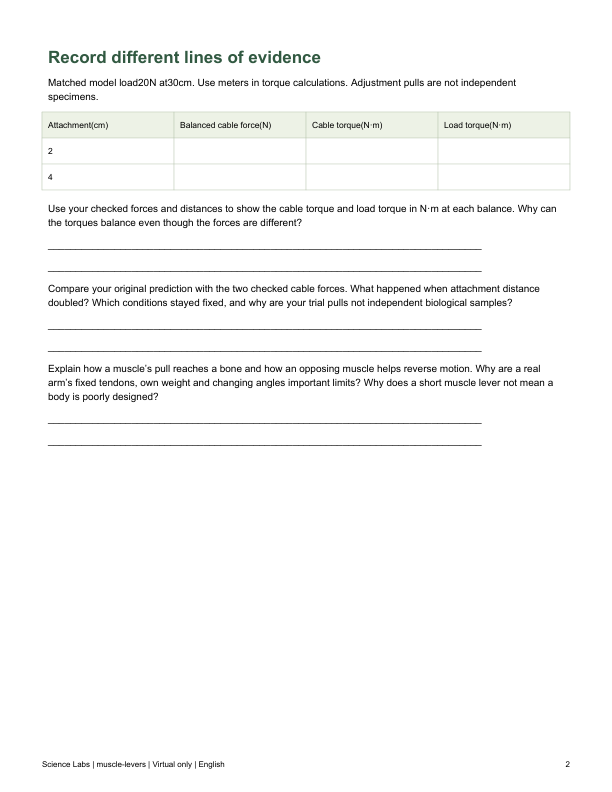 Record different lines of evidence
Matched model load20N at30cm. Use meters in torque calculations. Adjustment pulls are not independent
specimens.
Attachment(cm) Balanced cable force(N) Cable torque(N·m) Load torque(N·m)
2
4
Use your checked forces and distances to show the cable torque and load torque in N·m at each balance. Why can
the torques balance even though the forces are different?
Compare your original prediction with the two checked cable forces. What happened when attachment distance
doubled? Which conditions stayed fixed, and why are your trial pulls not independent biological samples?
Explain how a muscle's pull reaches a bone and how an opposing muscle helps reverse motion. Why are a real
arm's fixed tendons, own weight and changing angles important limits? Why does a short muscle lever not mean a
body is poorly designed?
Science Labs | muscle-levers | Virtual only | English 2